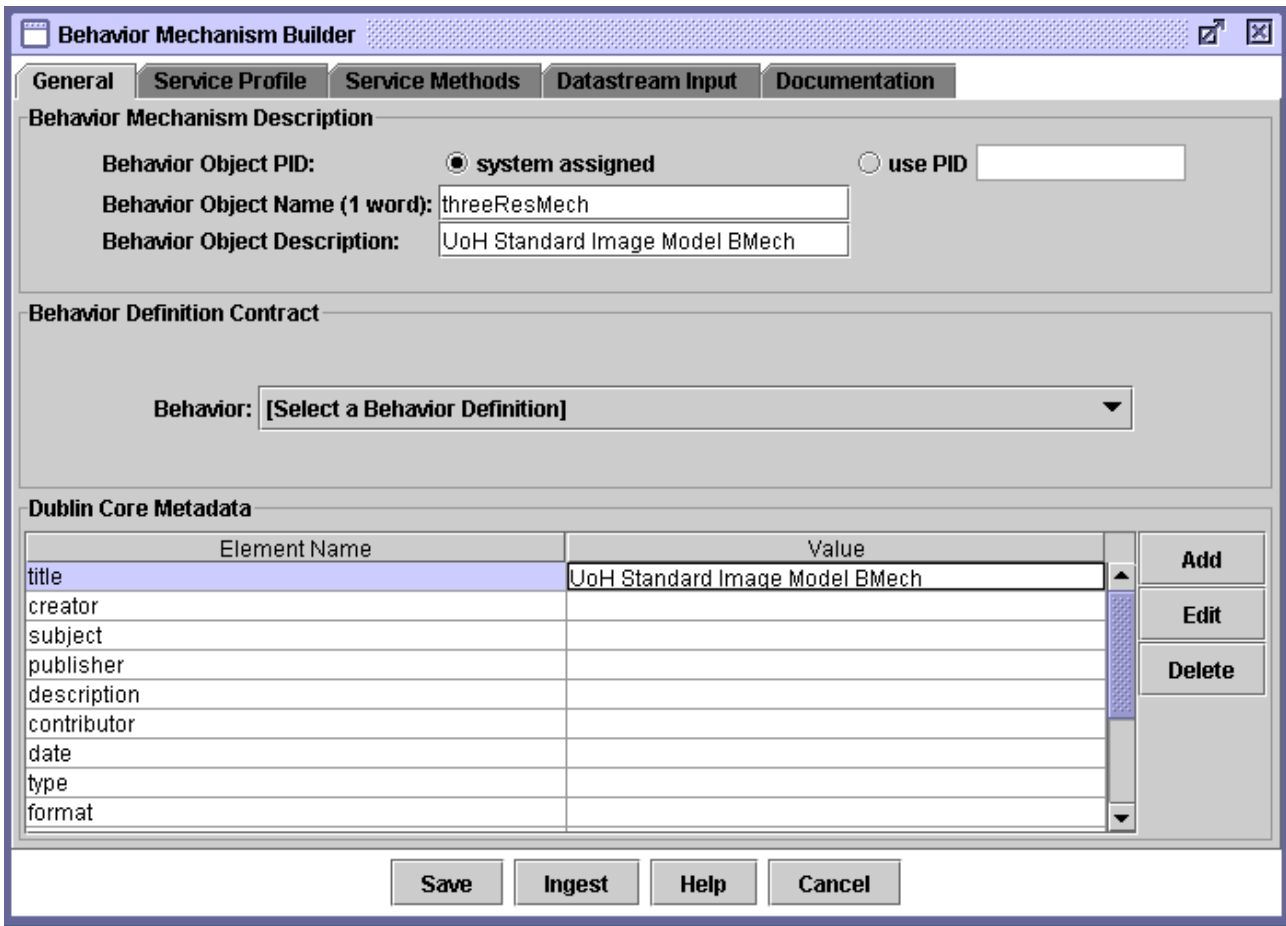 Behavior Mechanism Builder
General Service Profile Service Methods Datastream Input Documentation
Behavior Mechanism Description
Behavior Object PID: system assigned use PID
Behavior Object Name (1 word): threeResMech
Behavior Object Description: UoH Standard Image Model BMech
Behavior Definition Contract
Behavior: [Select a Behavior Definition]
Dublin Core Metadata
Element Name Value
title UoH Standard Image Model BMech
creator
subject
publisher
description
contributor
date
type
format
Add
Edit
Delete
Save Ingest Help Cancel